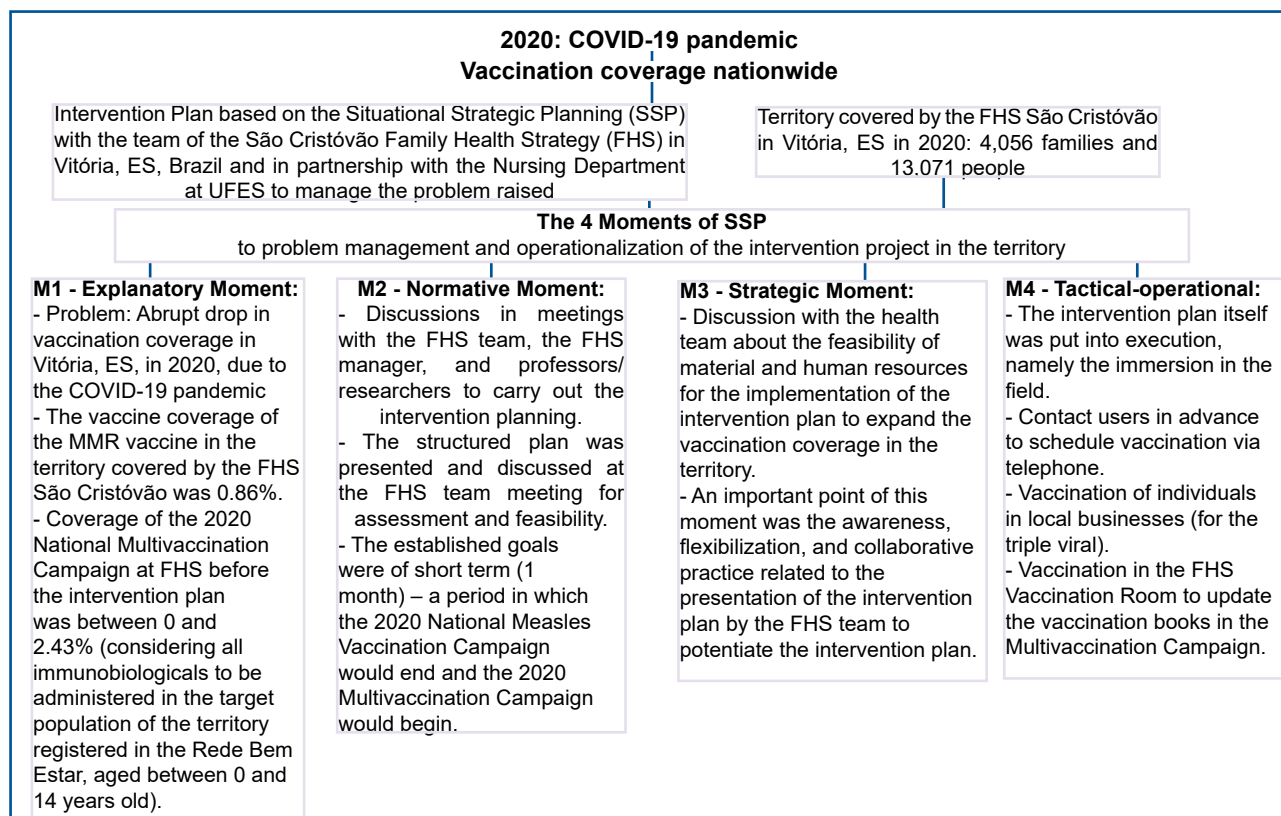 2020: COVID-19 pandemic
Vaccination coverage nationwide
Intervention Plan based on the Situational Strategic Planning (SSP)
with the team of the São Cristóvão Family Health Strategy (FHS) in
Vitória, ES, Brazil and in partnership with the Nursing Department
at UFES to manage the problem raised
Territory covered by the FHS São Cristóvão
in Vitória, ES in 2020: 4,056 families and
13.071 people
The 4 Moments of SSP
to problem management and operationalization of the intervention project in the territory
M1 - Explanatory Moment:
- Problem: Abrupt drop in
vaccination coverage in
Vitória, ES, in 2020, due to
the COVID-19 pandemic
- The vaccine coverage of
the MMR vaccine in the
territory covered by the FHS
São Cristóvão was 0.86%.
- Coverage of the 2020
National Multivaccination
Campaign at FHS before
the intervention plan
was between 0 and
2.43% (considering all
immunobiologicals to be
administered in the target
population of the territory
registered in the Rede Bem
Estar, aged between 0 and
14 years old).
M2 - Normative Moment:
- Discussions in meetings
with the FHS team, the FHS
manager, and professors/
researchers to carry out the
intervention planning.
- The structured plan was
presented and discussed at
the FHS team meeting for
assessment and feasibility.
- The established goals
were of short term (1
month) – a period in which
the 2020 National Measles
Vaccination Campaign
would end and the 2020
Multivaccination Campaign
would begin.
M3 - Strategic Moment:
- Discussion with the health
team about the feasibility of
material and human resources
for the implementation of the
intervention plan to expand the
vaccination coverage in the
territory.
- An important point of this
moment was the awareness,
flexibilization, and collaborative
practice related to the
presentation of the intervention
plan by the FHS team to
potentiate the intervention plan.
M4 - Tactical-operational:
- The intervention plan itself
was put into execution,
namely the immersion in the
field.
- Contact users in advance
to schedule vaccination via
telephone.
- Vaccination of individuals
in local businesses (for the
triple viral).
- Vaccination in the FHS
Vaccination Room to update
the vaccination books in the
Multivaccination Campaign.